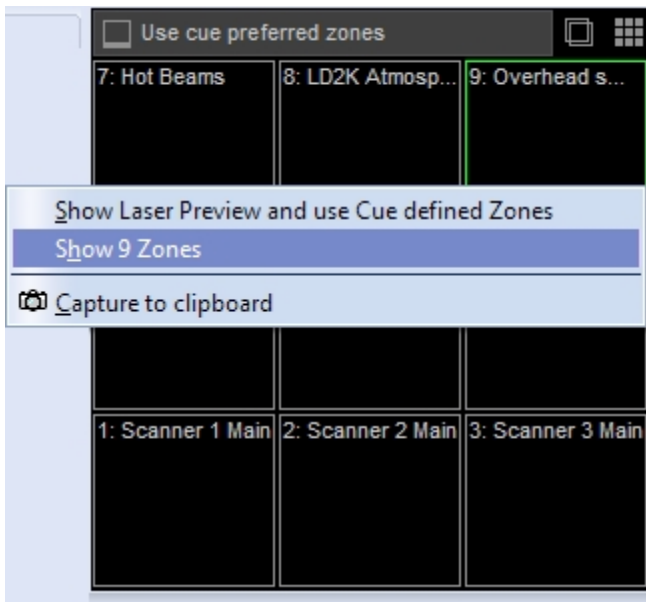 Use cue preferred zones
7: Hot Beams
8: LD2K Atmosp...
9: Overhead s...
Show Laser Preview and use Cue defined Zones
Show 9 Zones
Capture to clipboard
1: Scanner 1 Main
2: Scanner 2 Main
3: Scanner 3 Main